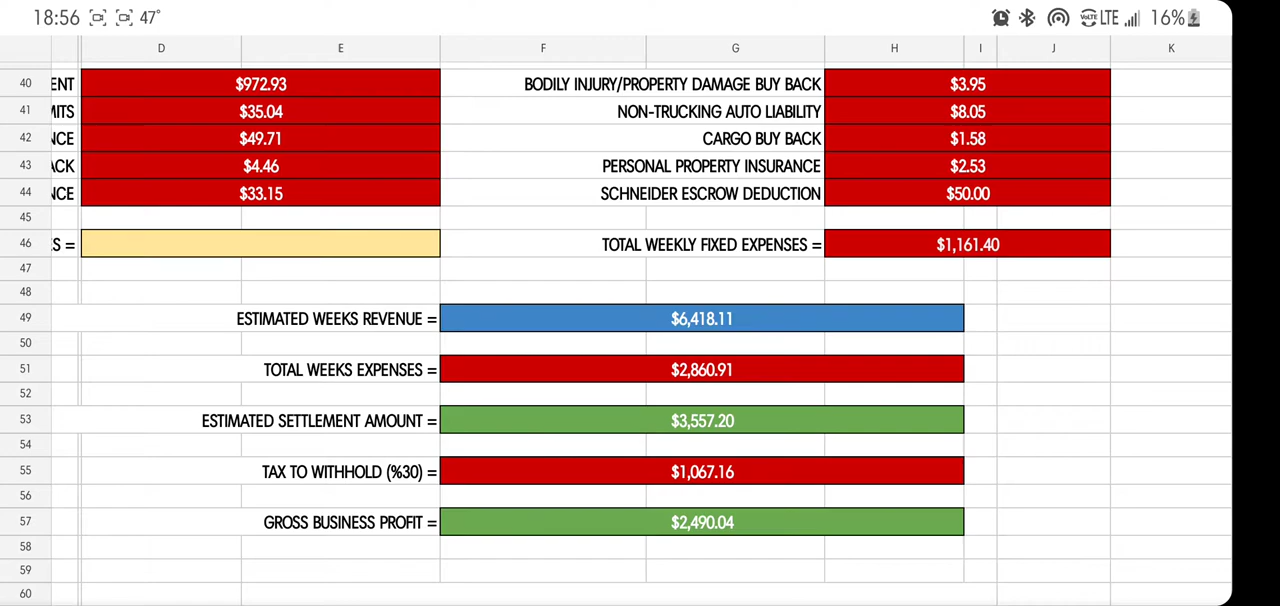 18:56 47° VoLTE LTE 16%
D E F G H I J K
40 ENT $972.93 BODILY INJURY/PROPERTY DAMAGE BUY BACK $3.95
41 MITS $35.04 NON-TRUCKING AUTO LIABILITY $8.05
42 NCE $49.71 CARGO BUY BACK $1.58
43 ACK $4.46 PERSONAL PROPERTY INSURANCE $2.53
44 NCE $33.15 SCHNEIDER ESCROW DEDUCTION $50.00
45
46 S = TOTAL WEEKLY FIXED EXPENSES = $1,161.40
47
48
49 ESTIMATED WEEKS REVENUE = $6,418.11
50
51 TOTAL WEEKS EXPENSES = $2,860.91
52
53 ESTIMATED SETTLEMENT AMOUNT = $3,557.20
54
55 TAX TO WITHHOLD (%30) = $1,067.16
56
57 GROSS BUSINESS PROFIT = $2,490.04
58
59
60